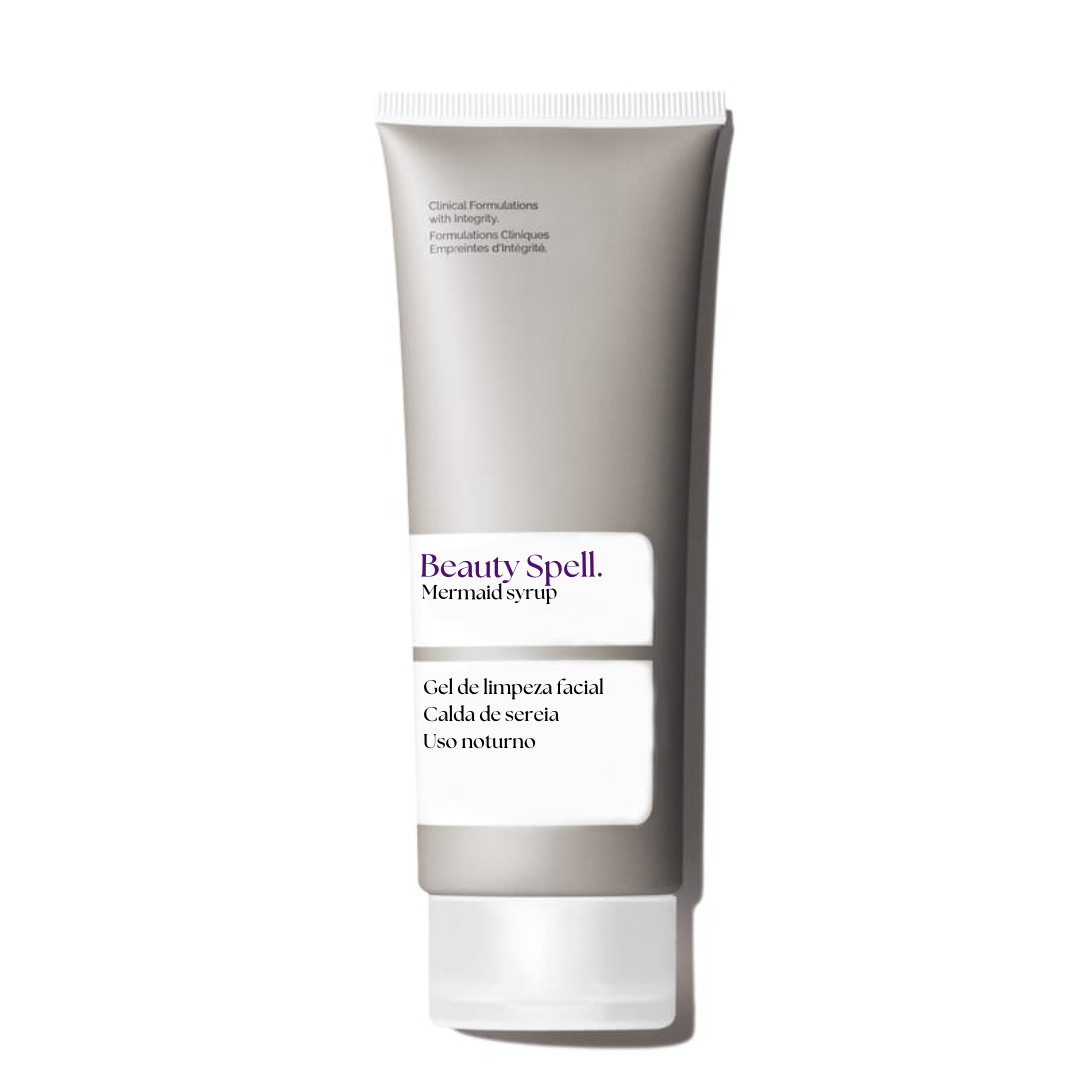 Clinical Formulations
with Integrity.
Formulations Cliniques
Empreintes d'Intégrité.
Beauty Spell.
Mermaid syrup
Gel de limpeza facial
Calda de sereia
Uso noturno